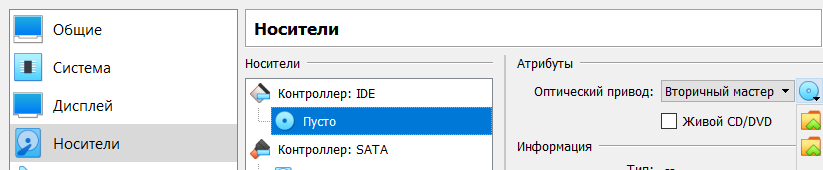 Общие
Система
Дисплей
Носители
Носители
Носители
Контроллер: IDE
Пусто
Контроллер: SATA
Атрибуты
Оптический привод: Вторичный мастер
Живой CD/DVD
Информация
Тип: